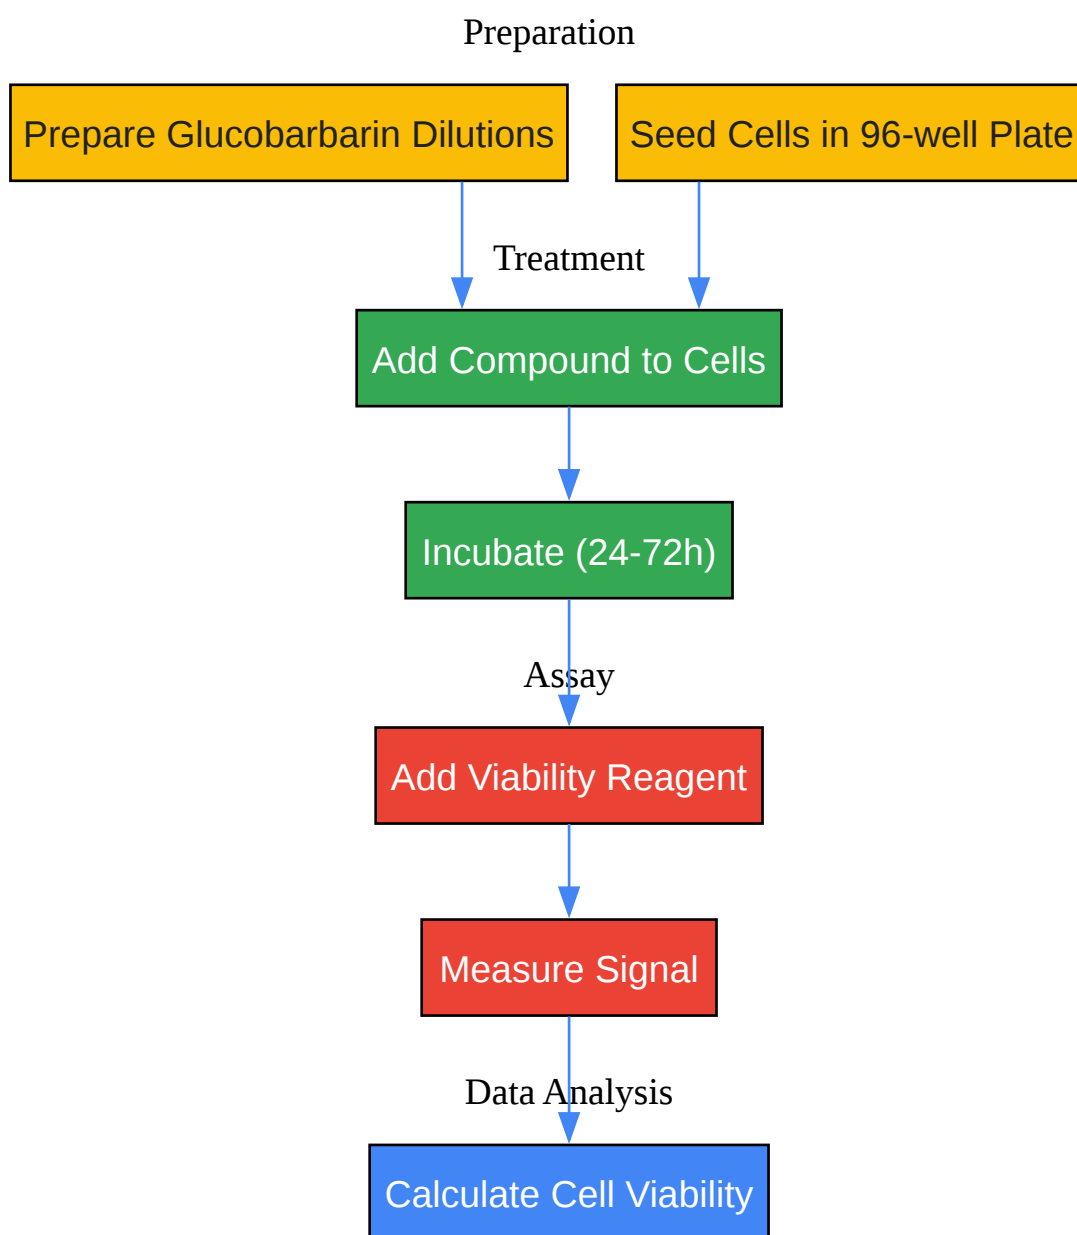 Preparation
Prepare Glucobarbarin Dilutions
Seed Cells in 96-well Plate
Treatment
Add Compound to Cells
Incubate (24-72h)
Assay
Add Viability Reagent
Measure Signal
Data Analysis
Calculate Cell Viability